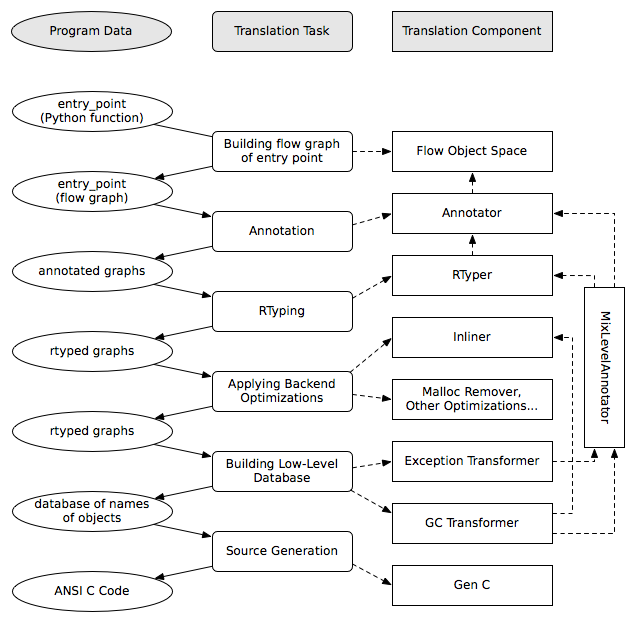 Program Data
Translation Task
Translation Component
entry_point
(Python function)
Building flow graph
of entry point
Flow Object Space
entry_point
(flow graph)
Annotation
Annotator
annotated graphs
RTyping
RTyper
rtyped graphs
Inliner
Applying Backend
Optimizations
Malloc Remover,
Other Optimizations...
MixLevelAnnotator
rtyped graphs
Building Low-Level
Database
Exception Transformer
database of names
of objects
GC Transformer
Source Generation
ANSI C Code
Gen C